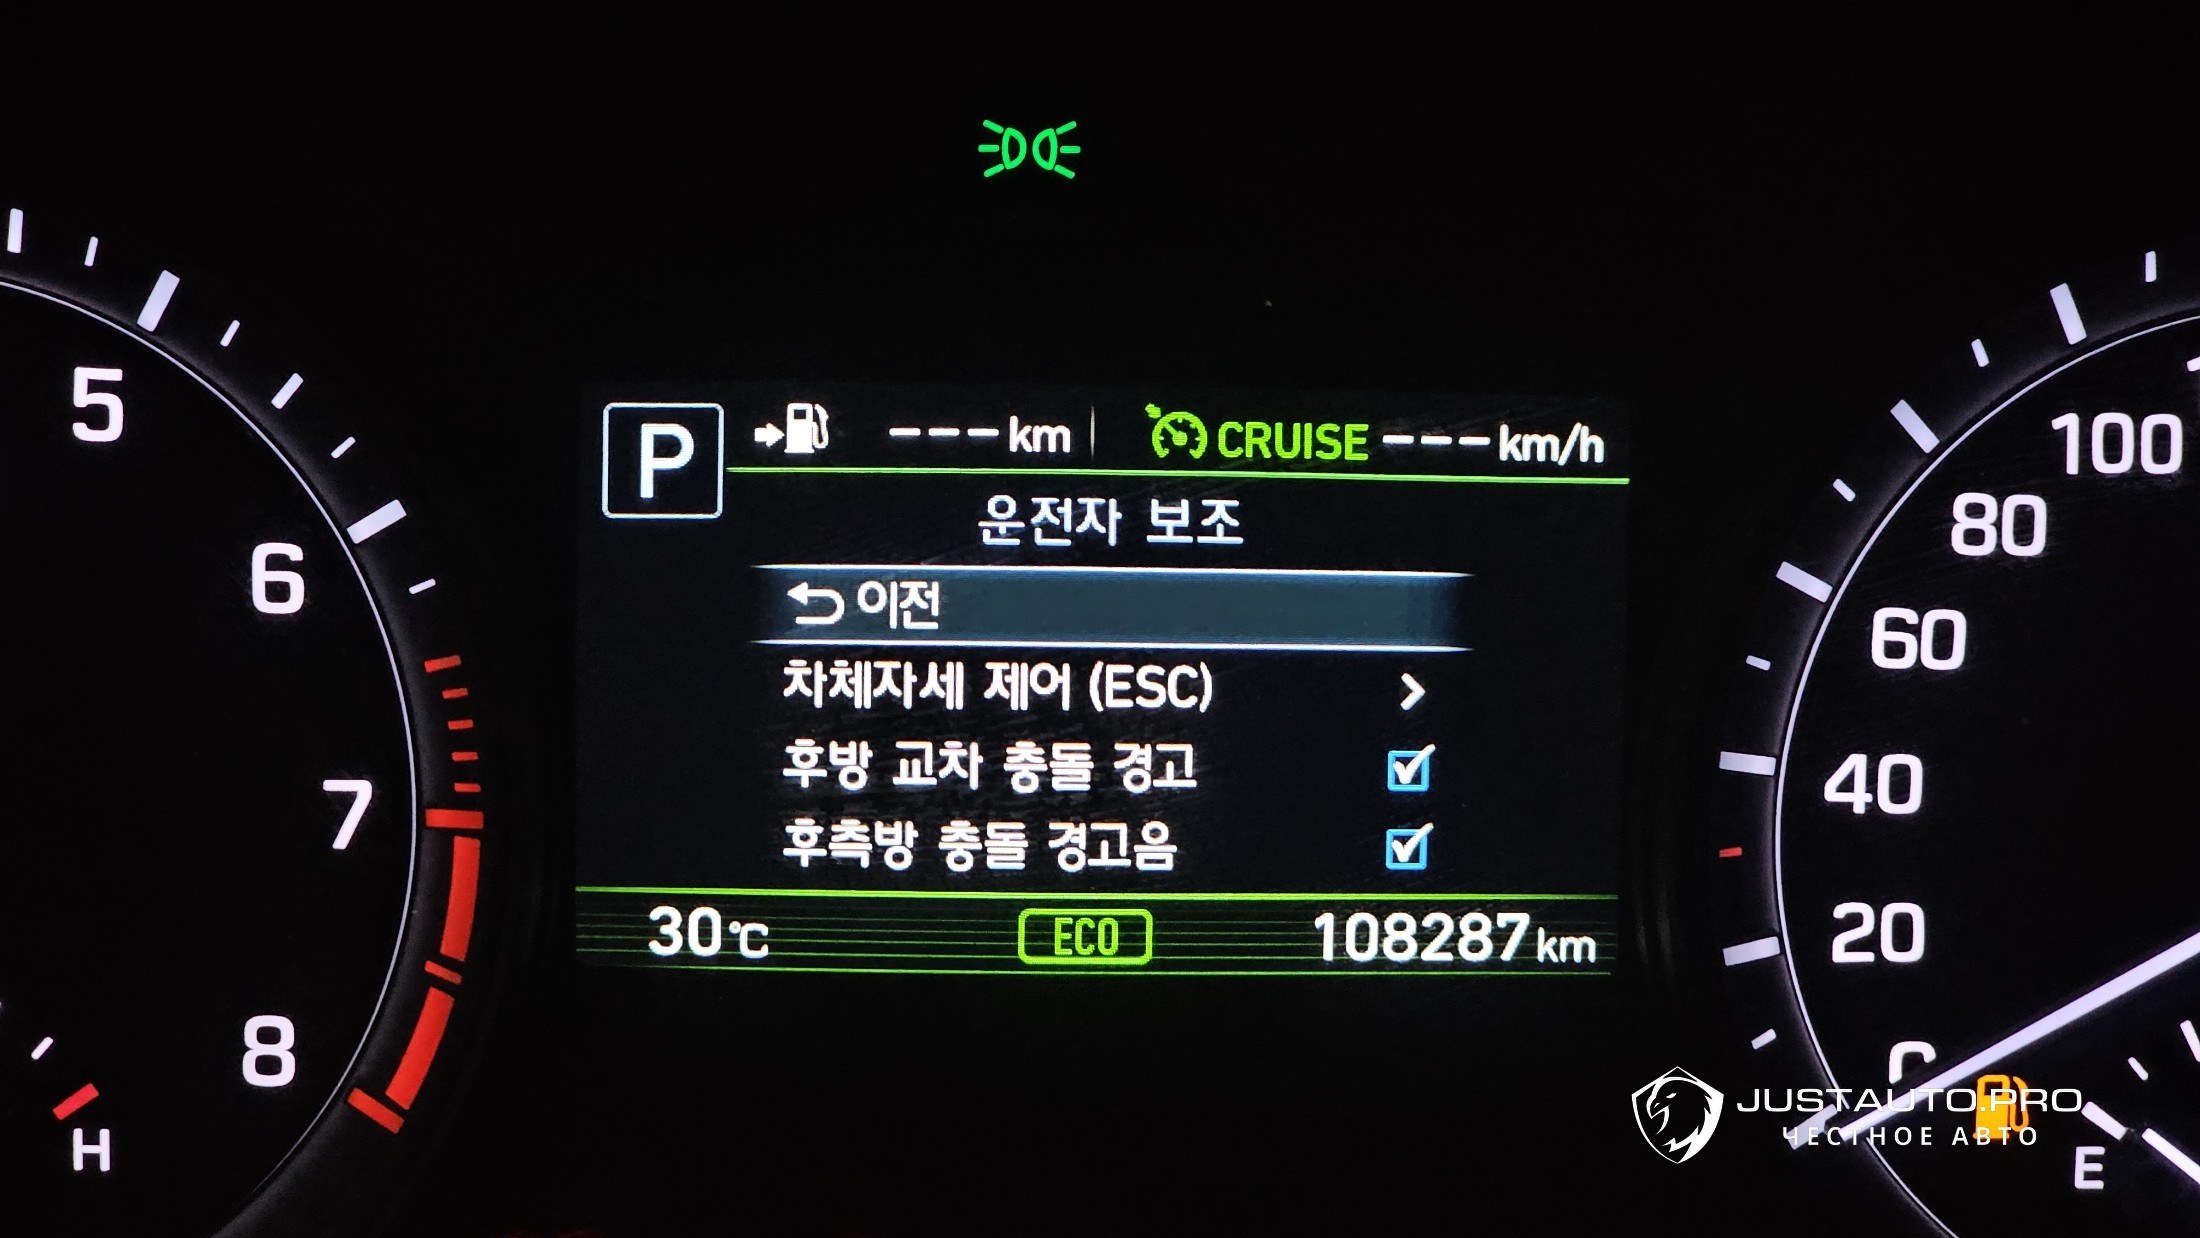 5
6
7
8
H
P
---km
CRUISE ---km/h
운전자 보조
이전
차체자세 제어 (ESC)
후방 교차 충돌 경고
후측방 충돌 경고음
30℃
ECO
108287km
100
80
60
40
20
E
JUSTAUTO.PRO
ЧЕСТНОЕ АВТО